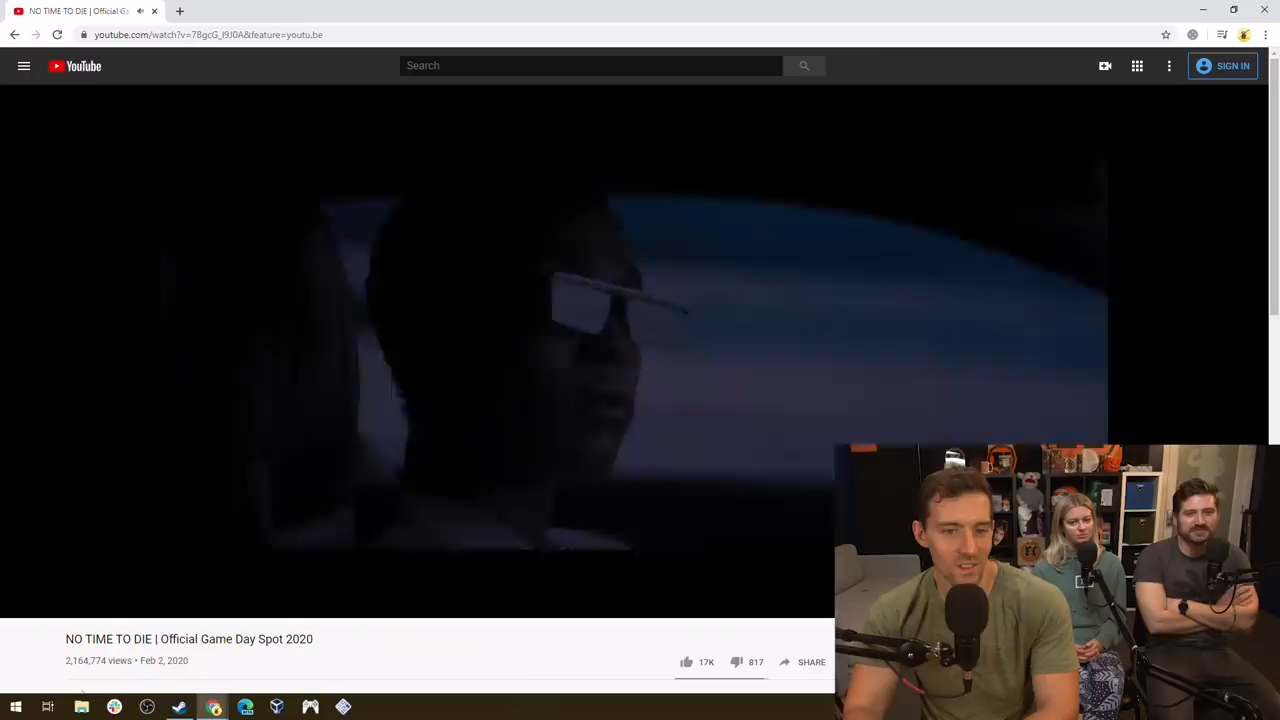 NO TIME TO DIE | Official Ga
youtube.com/watch?v=7BgcG_l9J0A&feature=youtu.be
YouTube
Search
SIGN IN
NO TIME TO DIE | Official Game Day Spot 2020
2,164,774 views • Feb 2, 2020
17K
817
SHARE